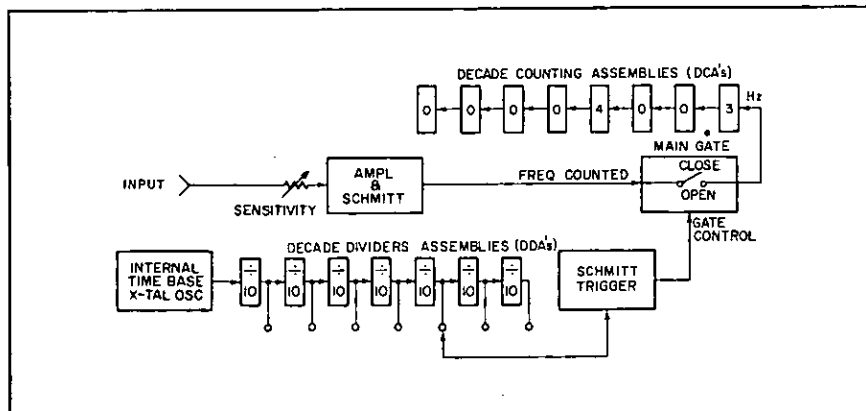 DECADE COUNTING ASSEMBLIES (DCA's)
0 0 0 0 4 0 0 3 Hz
MAIN GATE
CLOSE
OPEN
GATE
CONTROL
INPUT
SENSITIVITY
AMPL
&
SCHMITT
FREQ COUNTED
DECADE DIVIDERS ASSEMBLIES (DDA's)
INTERNAL
TIME BASE
X-TAL OSC
÷ ÷ ÷ ÷ ÷ ÷ ÷
10 10 10 10 10 10 10
SCHMITT
TRIGGER